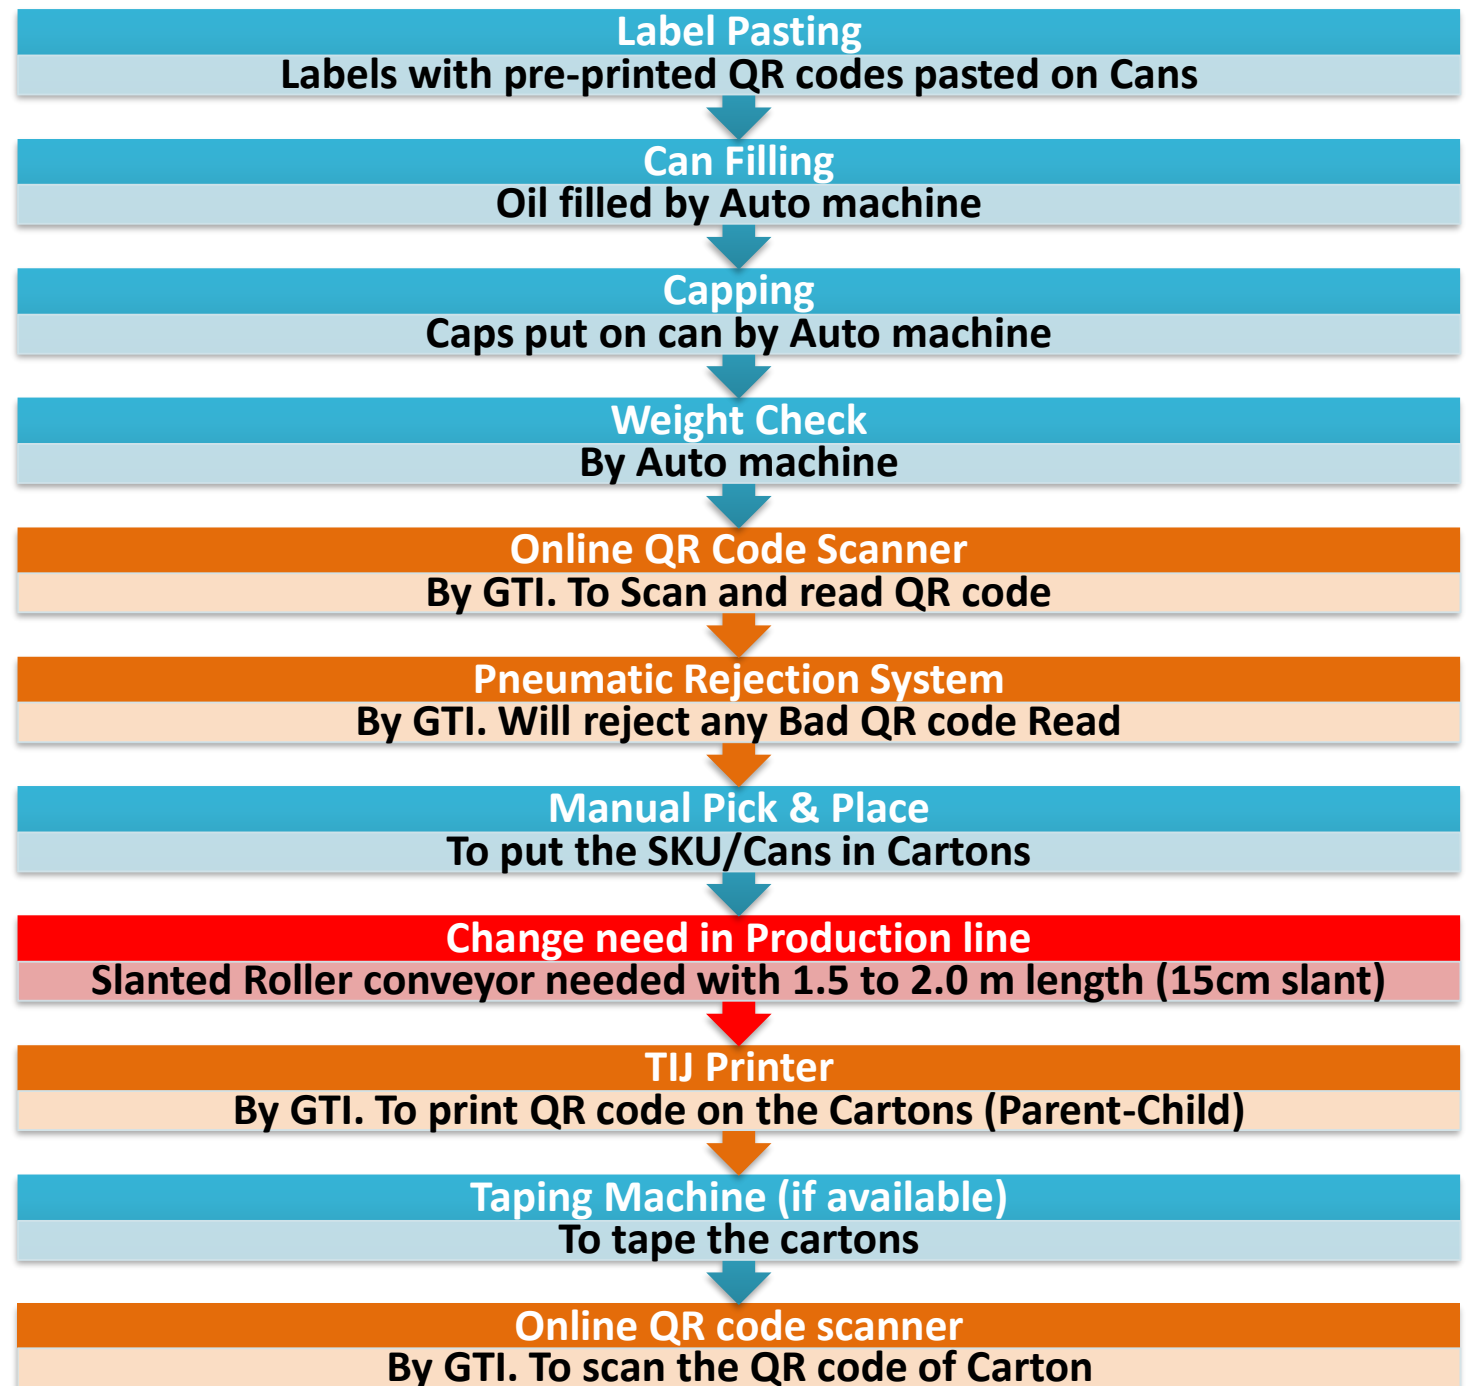 Label Pasting
Labels with pre-printed QR codes pasted on Cans
Can Filling
Oil filled by Auto machine
Capping
Caps put on can by Auto machine
Weight Check
By Auto machine
Online QR Code Scanner
By GTI. To Scan and read QR code
Pneumatic Rejection System
By GTI. Will reject any Bad QR code Read
Manual Pick & Place
To put the SKU/Cans in Cartons
Change need in Production line
Slanted Roller conveyor needed with 1.5 to 2.0 m length (15cm slant)
TIJ Printer
By GTI. To print QR code on the Cartons (Parent-Child)
Taping Machine (if available)
To tape the cartons
Online QR code scanner
By GTI. To scan the QR code of Carton